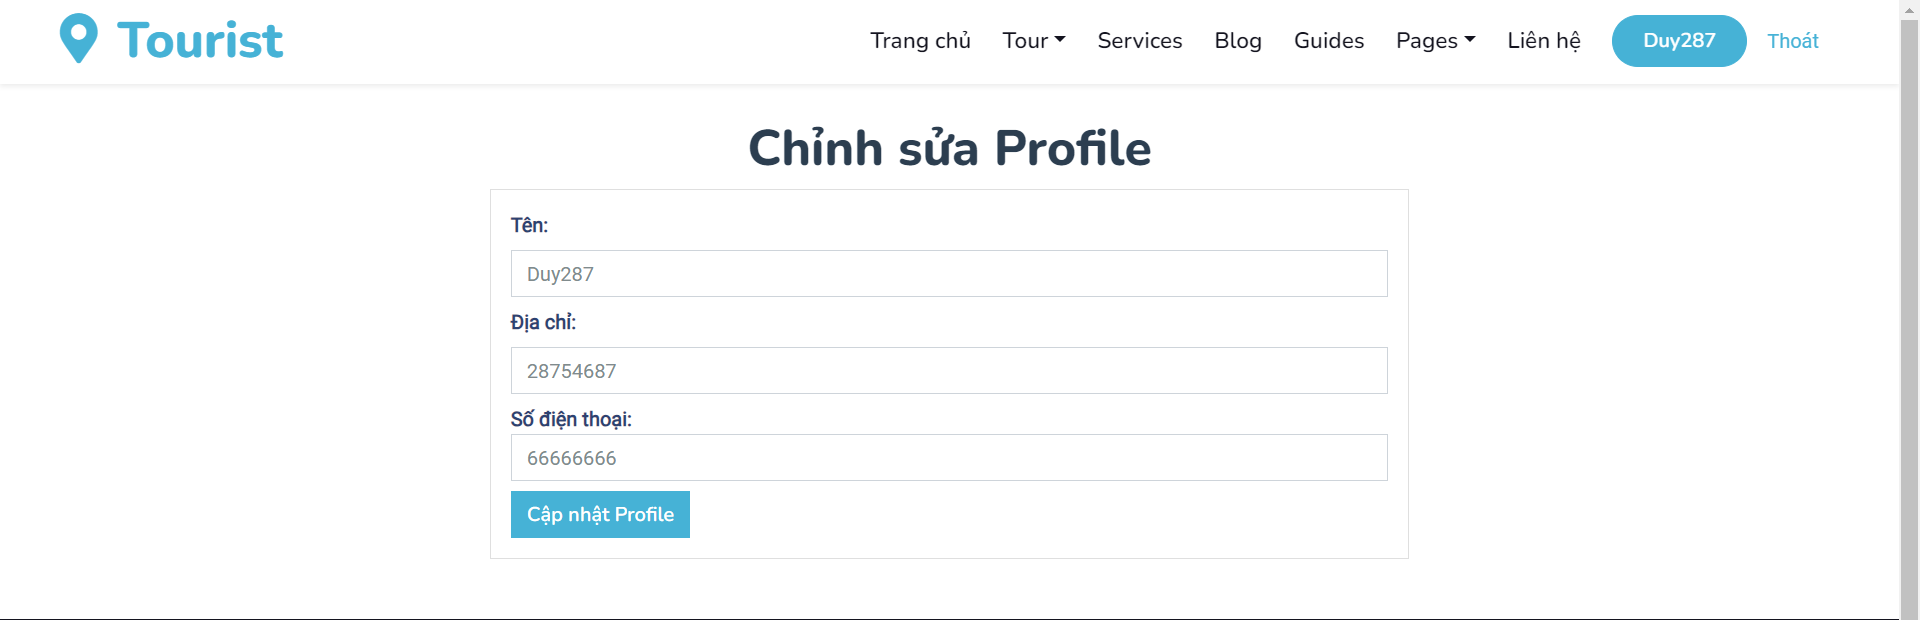 Tourist
Trang chủ Tour Services Blog Guides Pages Liên hệ Duy287 Thoát
Chỉnh sửa Profile
Tên:
Duy287
Địa chỉ:
28754687
Số điện thoại:
66666666
Cập nhật Profile